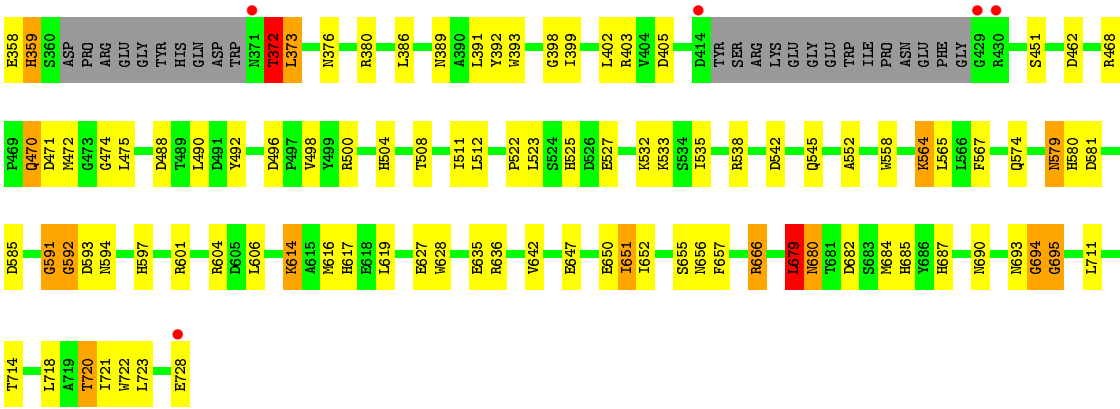 E358 H359 S360 ASP PRO ARG GLU GLY TYR HIS GLN ASP TRP N371 T372 L373 N376 R380 L386 N389 A390 L391 Y392 W393 G398 I399 L402 R403 V404 D405 D414 TYR SER ARG LYS GLU GLY GLU TRP ILE PRO ASN GLU PHE GLY G429 R430 S451 D462 R468
P469 Q470 D471 M472 G473 G474 L475 D488 T489 L490 D491 Y492 D496 P497 V498 Y499 R500 H504 T508 I511 L512 P522 L523 S524 H525 D526 E527 K532 K533 S534 I535 R538 D542 Q545 A552 W558 K564 L565 L566 F567 Q574 N579 H580 D581
D585 G591 G592 D593 N594 H597 R601 R604 D605 L606 K614 A615 M616 H617 E618 L619 E627 W628 E635 R636 V642 E647 E650 I651 I652 S655 N656 F657 R666 L679 N680 T681 D682 S683 M684 H685 Y686 H687 N690 N693 G694 G695 L711
T714 L718 A719 T720 I721 W722 L723 E728